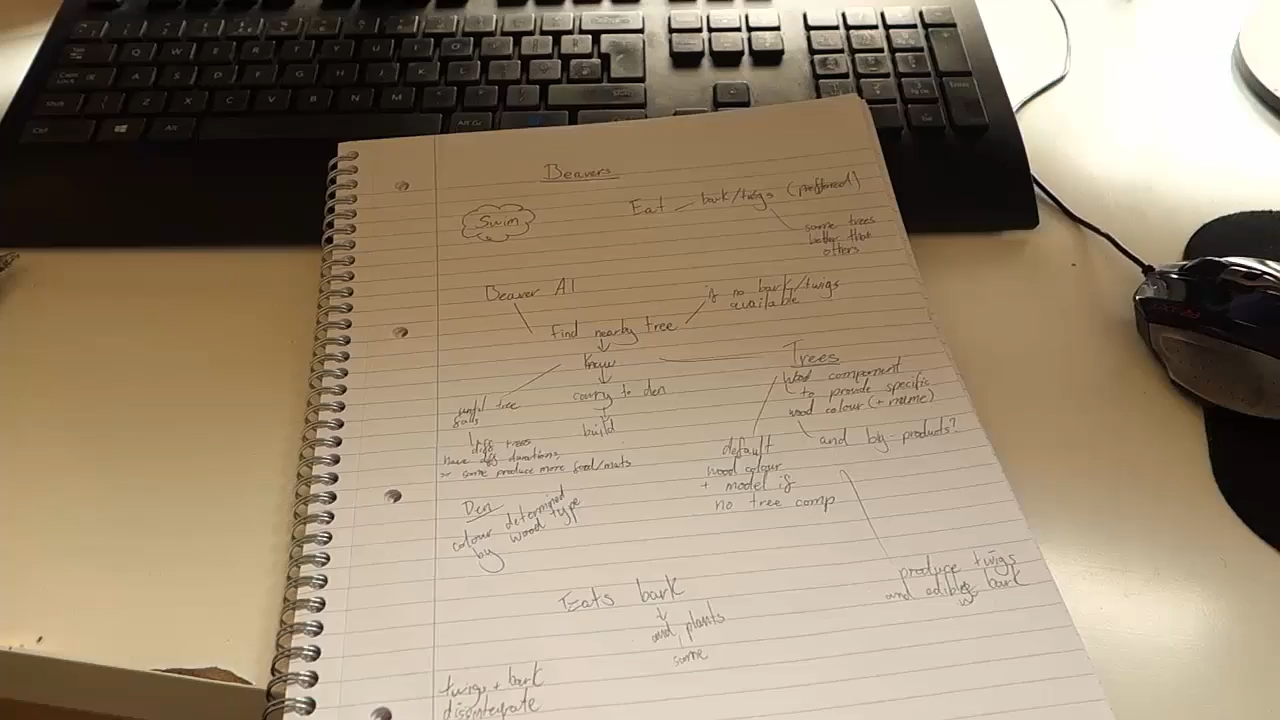 Beavers
Swim
Eat bark/twigs (preferred)
some trees
better than
others
Beaver AI
if no bark/twigs
available
Find nearby tree
Gnaw
carry to den
build
until tree
falls
diff trees
have diff durations,
some produce more food/mats
Trees
Wood component
to provide specific
wood colour (+ name)
and by-products?
default
wood colour
+ model if
no tree comp
Den
colour determined
by wood type
produce twigs
and edible bark
Eats bark
and plants
some
twigs + bark
disintegrate